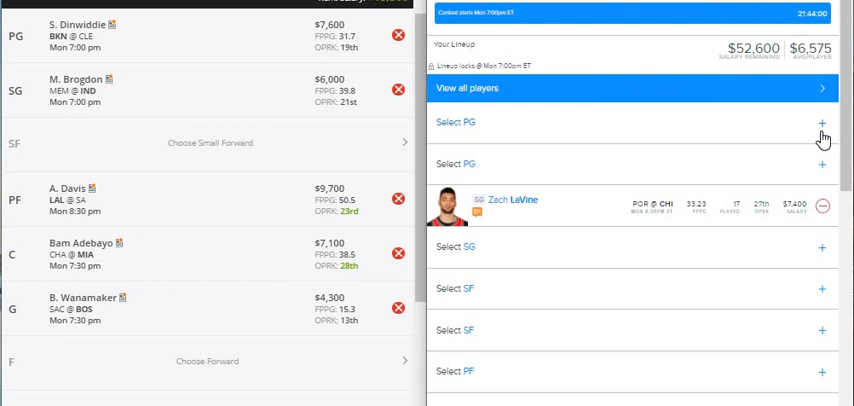 PG
S. Dinwiddie
BKN @ CLE
Mon 7:00 pm
$7,600
FPPG: 31.7
OPRK: 19th
SG
M. Brogdon
MEM @ IND
Mon 7:00 pm
$6,000
FPPG: 39.8
OPRK: 21st
SF
Choose Small Forward
PF
A. Davis
LAL @ SA
Mon 8:30 pm
$9,700
FPPG: 50.5
OPRK: 23rd
C
Bam Adebayo
CHA @ MIA
Mon 7:30 pm
$7,100
FPPG: 38.5
OPRK: 28th
G
B. Wanamaker
SAC @ BOS
Mon 7:30 pm
$4,300
FPPG: 15.3
OPRK: 13th
F
Choose Forward
Contest starts Mon 7:00pm ET
21:44:00
Your Lineup
$52,600 $6,575
SALARY REMAINING AVG/PLAYER
Lineup locks @ Mon 7:00pm ET
View all players
Select PG
Select PG
SG Zach LaVine
POR @ CHI 33.23 17 27th $7,400
MON 8:00PM ET FPPG PLAYED OPRK SALARY
Select SG
Select SF
Select SF
Select PF